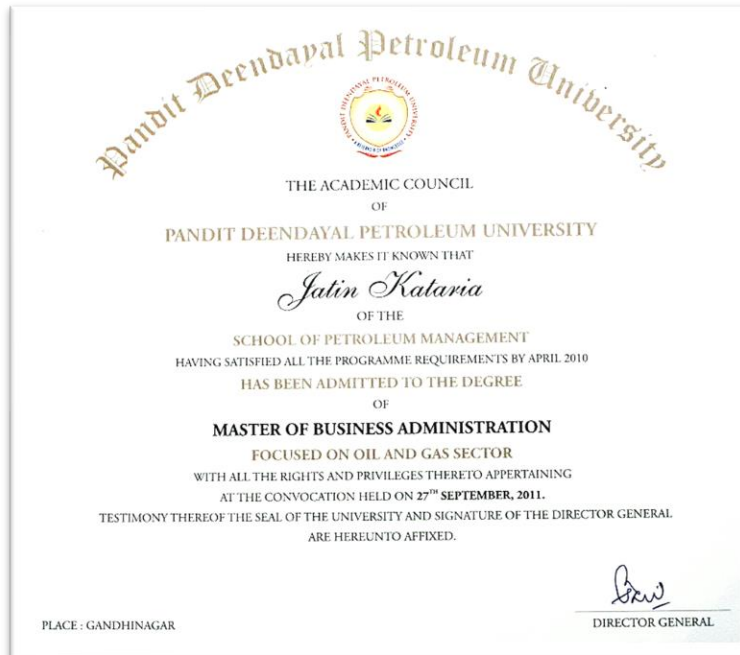 Pandit Deendayal Petroleum University
PANDIT DEENDAYAL PETROLEUM UNIVERSITY
THE ACADEMIC COUNCIL
OF
PANDIT DEENDAYAL PETROLEUM UNIVERSITY
HEREBY MAKES IT KNOWN THAT
Jatin Kataria
OF THE
SCHOOL OF PETROLEUM MANAGEMENT
HAVING SATISFIED ALL THE PROGRAMME REQUIREMENTS BY APRIL 2010
HAS BEEN ADMITTED TO THE DEGREE
OF
MASTER OF BUSINESS ADMINISTRATION
FOCUSED ON OIL AND GAS SECTOR
WITH ALL THE RIGHTS AND PRIVILEGES THERETO APPERTAINING
AT THE CONVOCATION HELD ON 27TH SEPTEMBER, 2011.
TESTIMONY THEREOF THE SEAL OF THE UNIVERSITY AND SIGNATURE OF THE DIRECTOR GENERAL
ARE HEREUNTO AFFIXED.
PLACE : GANDHINAGAR
DIRECTOR GENERAL